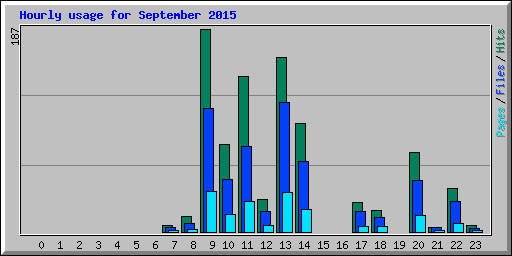 Hourly usage for September 2015
187
Pages/Files/Hits
0 1 2 3 4 5 6 7 8 9 10 11 12 13 14 15 16 17 18 19 20 21 22 23